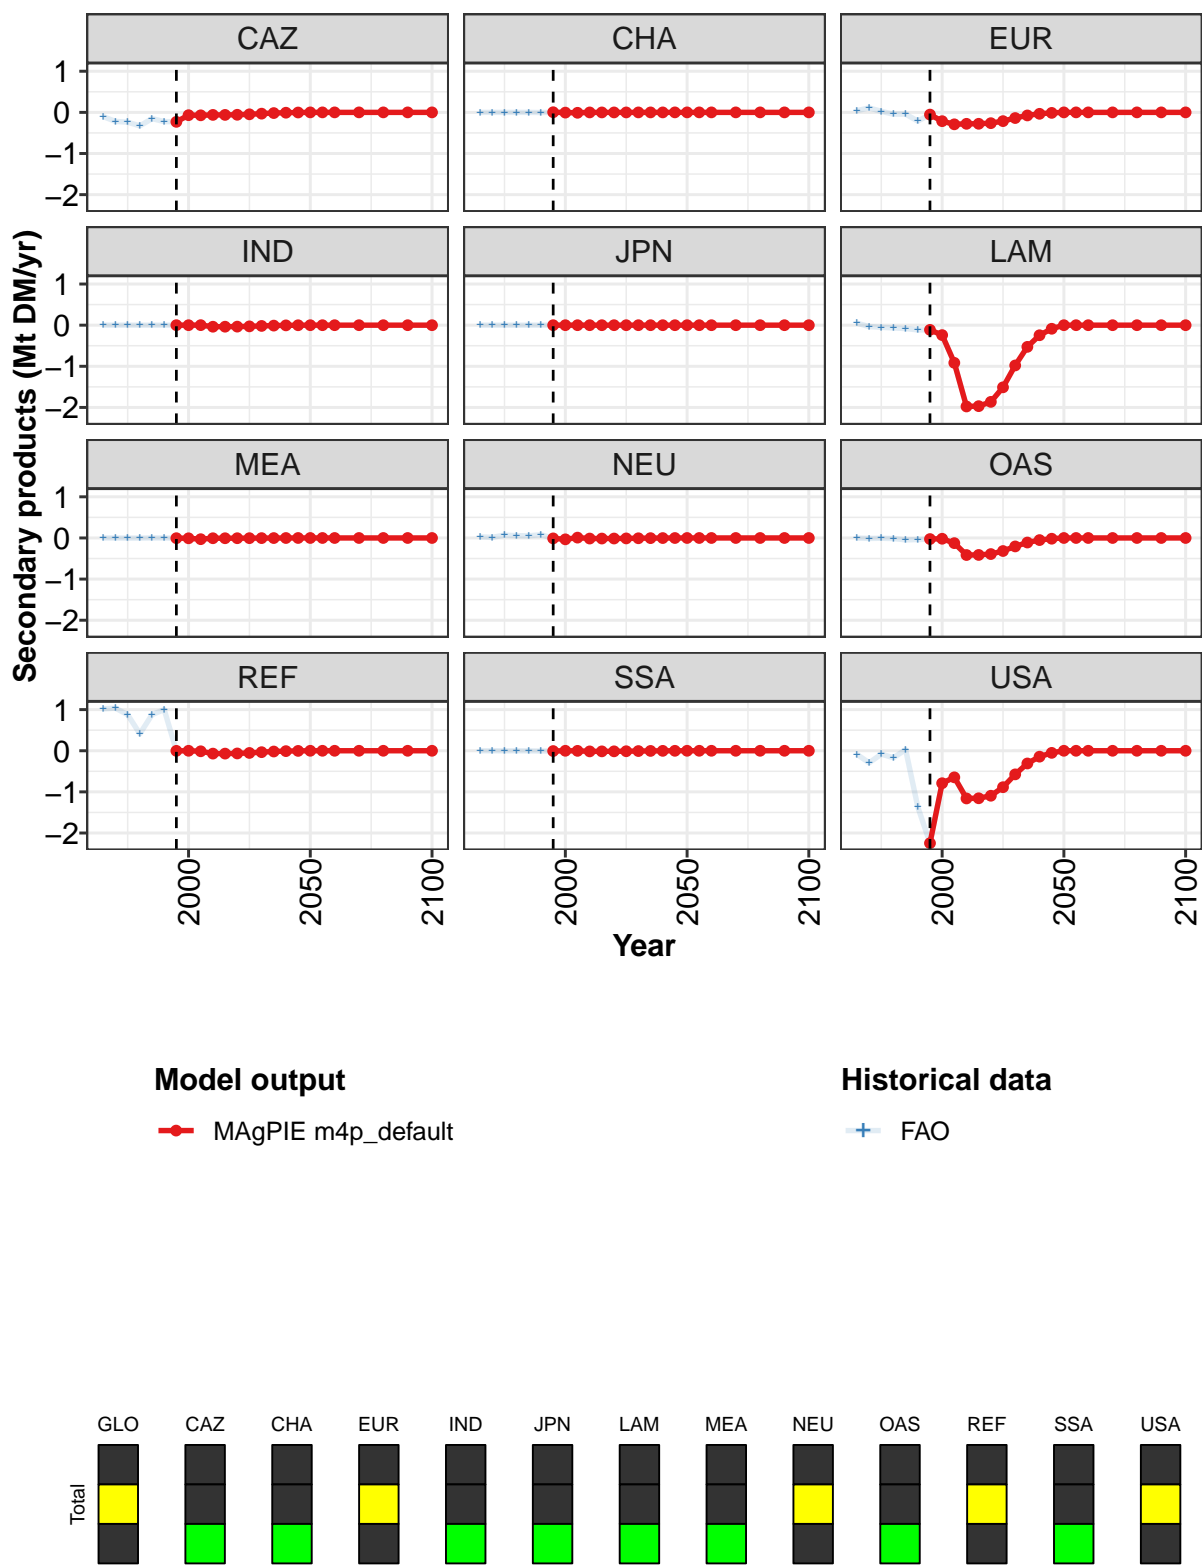 CAZ CHA EUR
1
0
−1
−2
IND JPN LAM
1
0
−1
−2
MEA NEU OAS
1
0
−1
−2
REF SSA USA
1
0
−1
−2
Secondary products (Mt DM/yr)
2000 2050 2100 2000 2050 2100 2000 2050 2100
Year
Model output Historical data
MAgPIE m4p_default FAO
GLO CAZ CHA EUR IND JPN LAM MEA NEU OAS REF SSA USA
Total